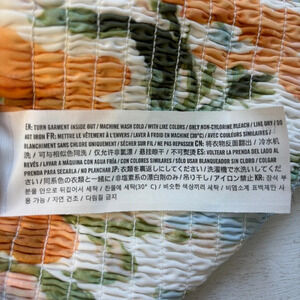 EN: TURN GARMENT INSIDE OUT / MACHINE WASH COLD / WITH LIKE COLORS / ONLY NON-CHLORINE BLEACH / LINE DRY / DO
NOT IRON FR: METTRE LE VÊTEMENT À L'ENVERS / LAVER À FROID EN MACHINE (30°C) / AVEC COULEURS SIMILAIRES /
BLANCHIMENT SANS CHLORE UNIQUEMENT / SÉCHER SUR FIL / NE PAS REPASSER CN: 将衣物反面翻出 / 冷水机
洗 / 可与相似色同洗 / 仅允许非氯漂 / 悬挂晾干 / 不可熨烫 ES: VOLTEAR LA PRENDA DEL LADO AL
REVÉS / LAVAR A MÁQUINA CON AGUA FRÍA / CON COLORES SIMILARES / SÓLO USAR BLANQUEADOR SIN CLORO / COLGAR
PRENDA PARA SECARLA / NO PLANCHAR JP: 衣類を裏返しにしてください / 洗濯機で水洗いしてくださ
い / 同系色の衣類と一緒に / 非塩素系の漂白剤のみ / 吊り干し / アイロン禁止 KR: 장식 부
분을 안으로 뒤집어서 세탁 / 찬물에 세탁(30°C) / 비슷한 색상끼리 세탁 / 비염소계 표백제만 사
용 / 자연 건조 / 다림질 금지